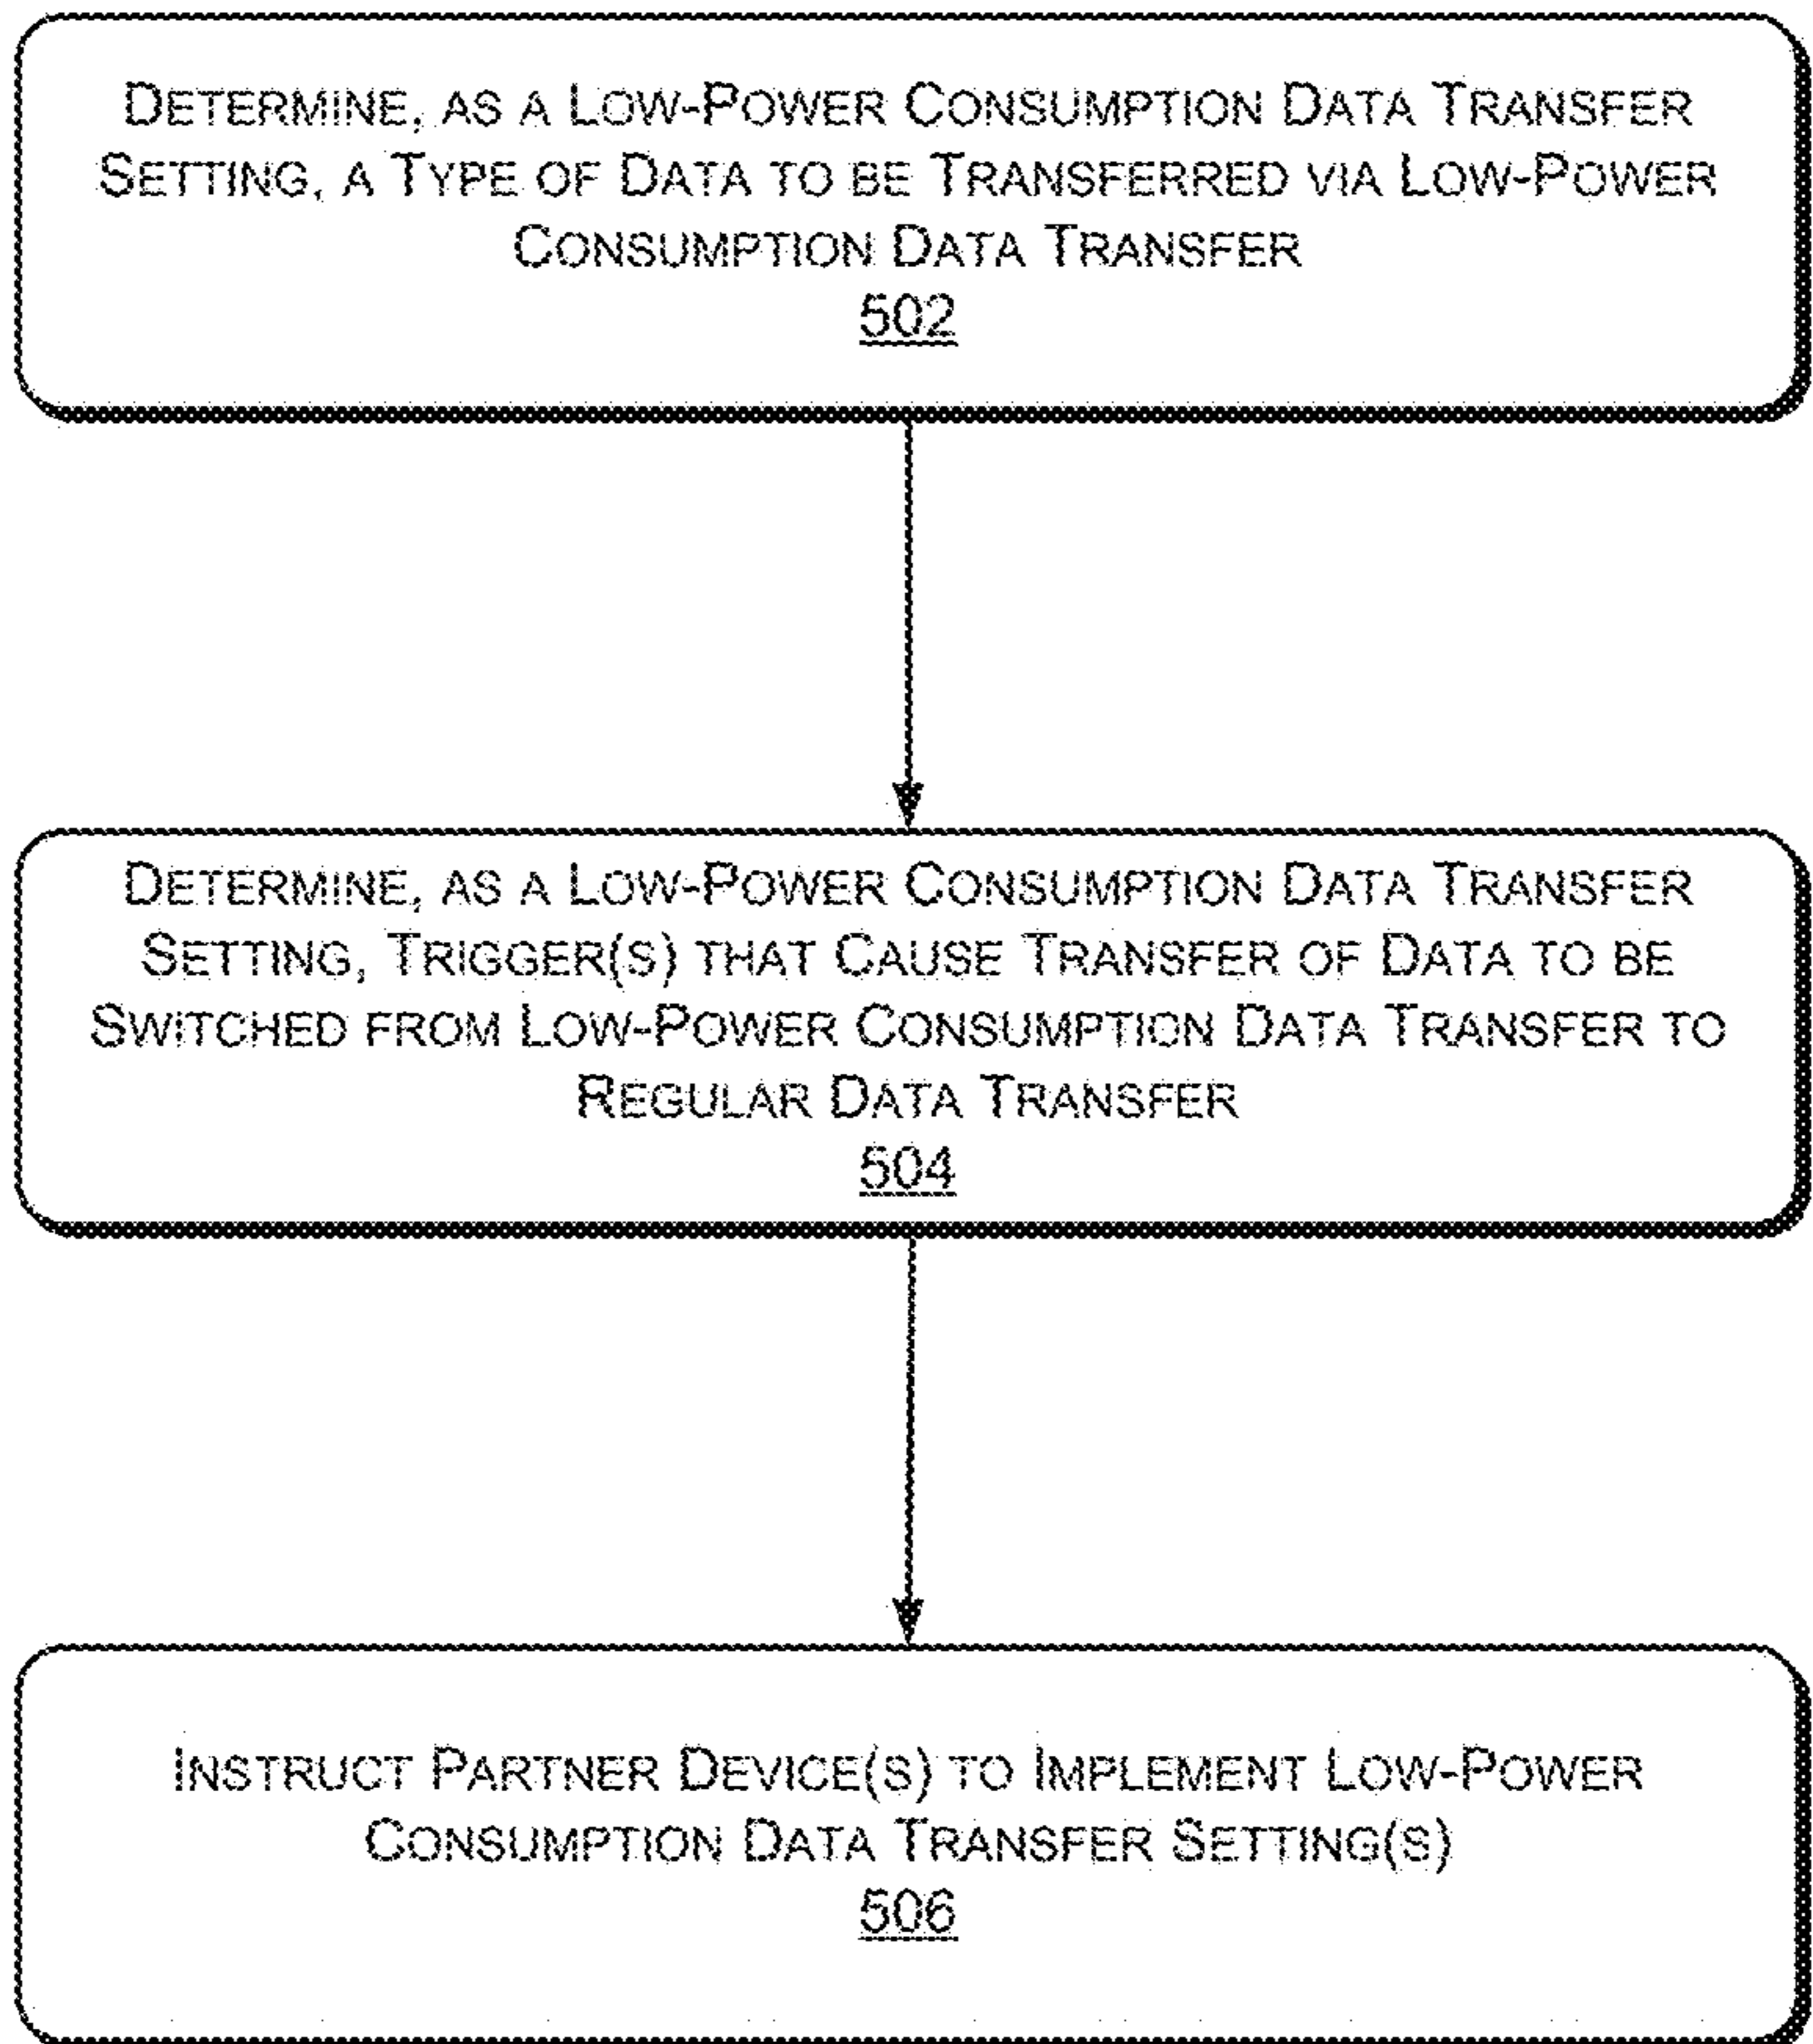 DETERMINE, AS A LOW-POWER CONSUMPTION DATA TRANSFER
SETTING, A TYPE OF DATA TO BE TRANSFERRED VIA LOW-POWER
CONSUMPTION DATA TRANSFER
502
DETERMINE, AS A LOW-POWER CONSUMPTION DATA TRANSFER
SETTING, TRIGGER(S) THAT CAUSE TRANSFER OF DATA TO BE
SWITCHED FROM LOW-POWER CONSUMPTION DATA TRANSFER TO
REGULAR DATA TRANSFER
504
INSTRUCT PARTNER DEVICE(S) TO IMPLEMENT LOW-POWER
CONSUMPTION DATA TRANSFER SETTING(S)
506